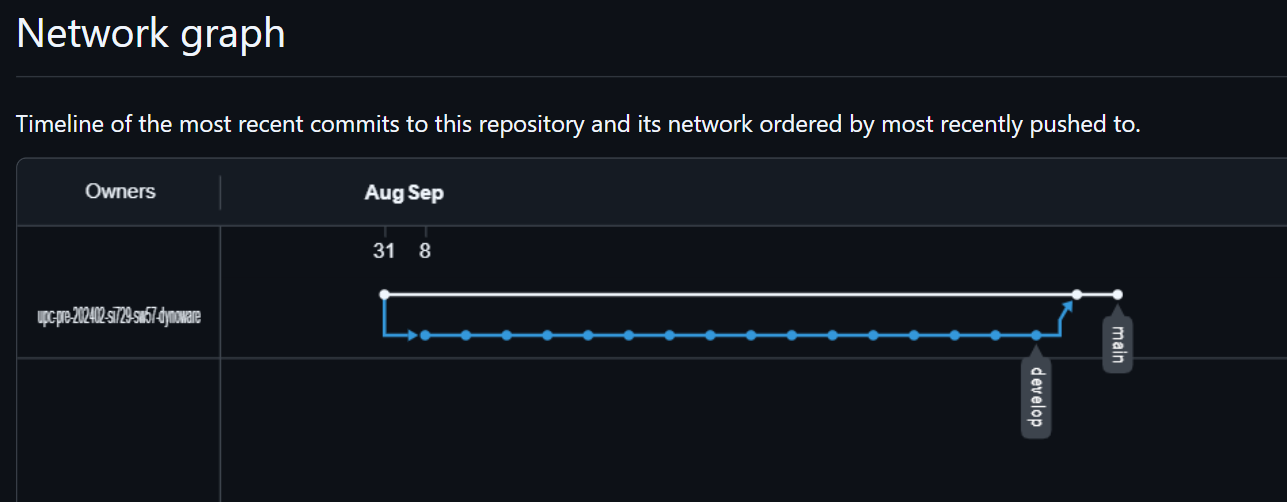 Network graph
Timeline of the most recent commits to this repository and its network ordered by most recently pushed to.
Owners
Aug Sep
31 8
upc-pre-202402-si729-sw57-dynoware
main
develop